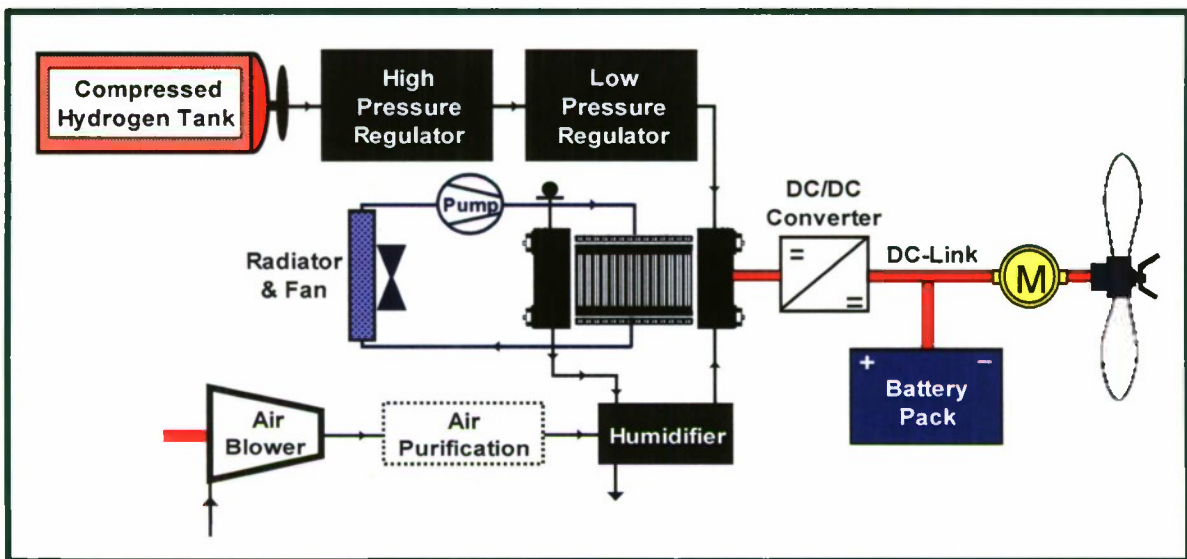 Compressed
Hydrogen Tank
High
Pressure
Regulator
Low
Pressure
Regulator
Pump
DC/DC
Converter
Radiator
& Fan
DC-Link
M
+ −
Battery
Pack
Air
Blower
Air
Purification
Humidifier